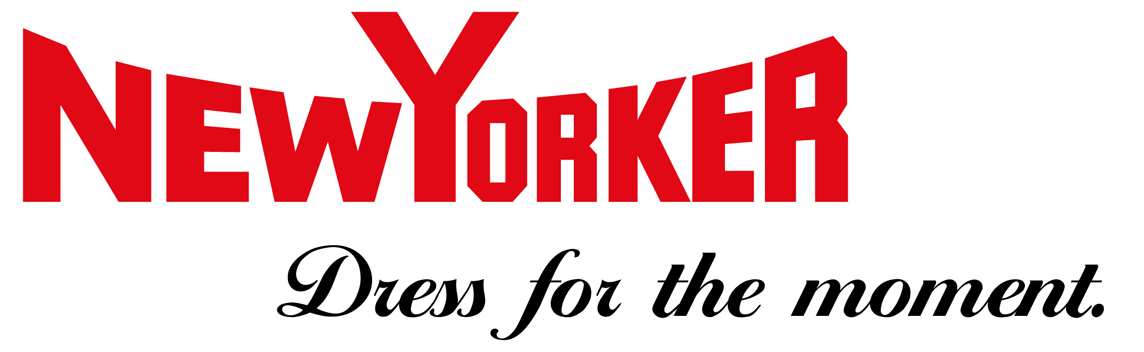 NEWYORKER
Dress for the moment.